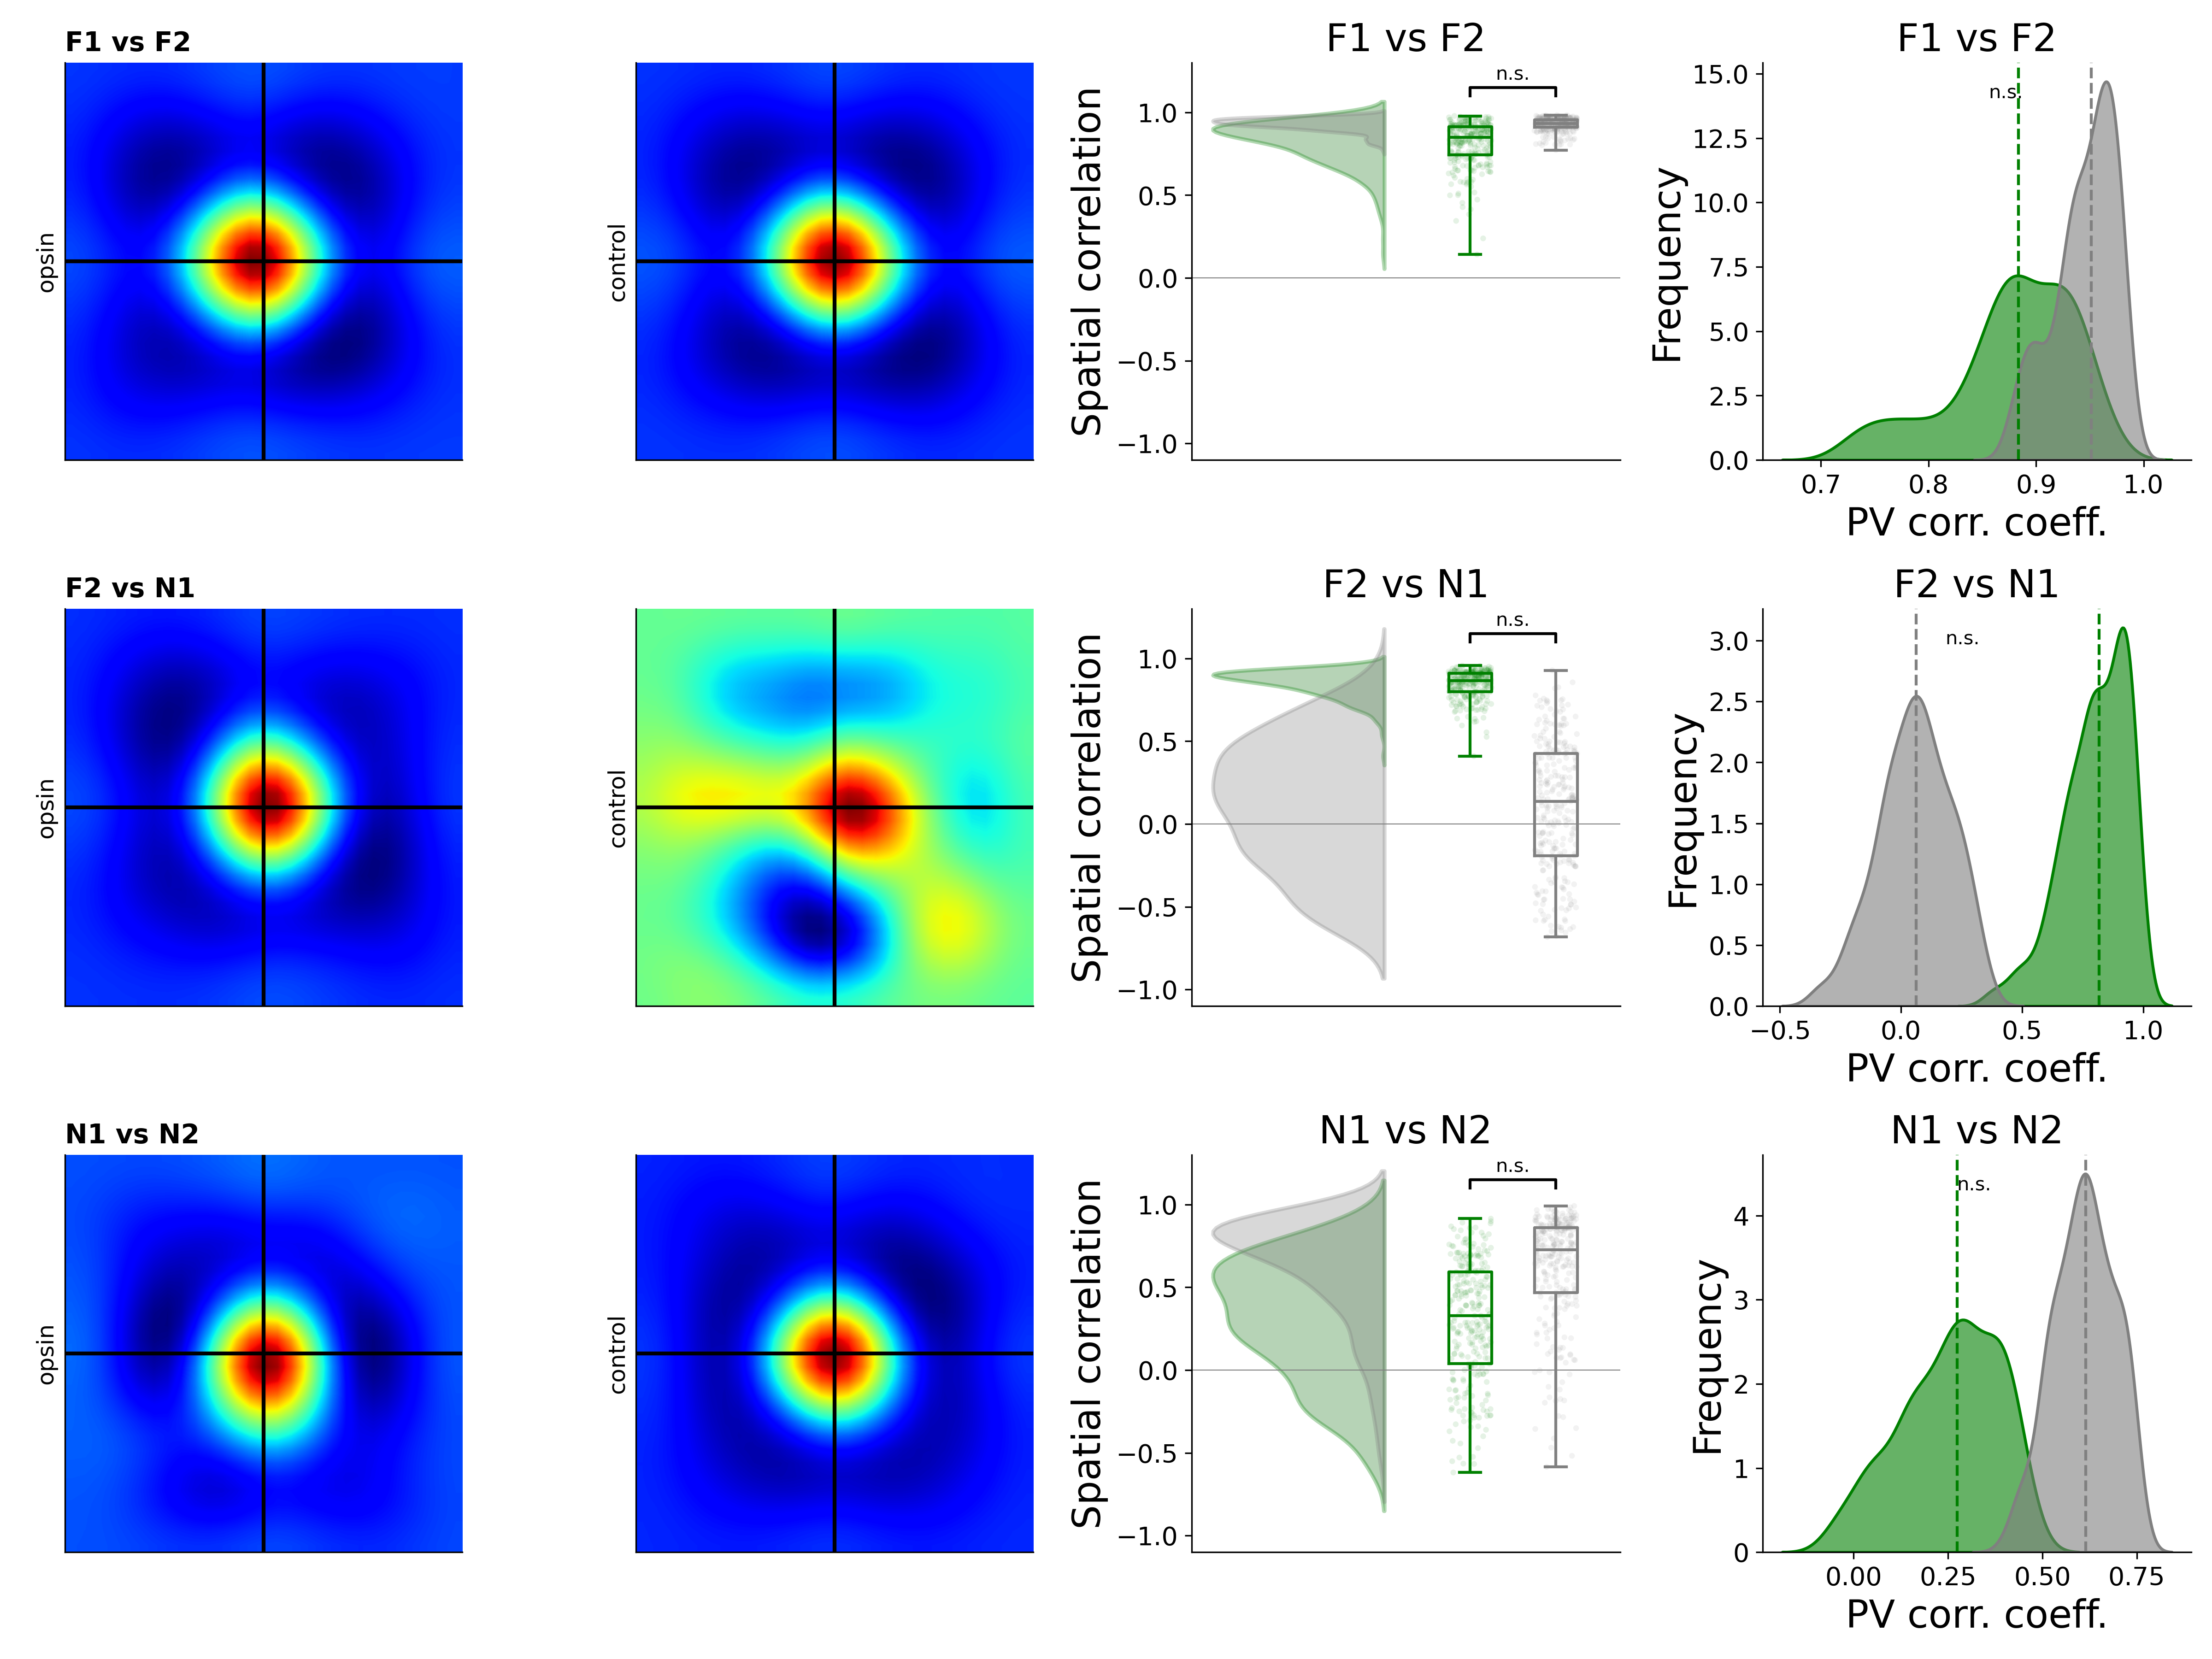 F1 vs F2
opsin
control
F1 vs F2
Spatial correlation
1.0
0.5
0.0
−0.5
−1.0
n.s.
F1 vs F2
Frequency
15.0
12.5
10.0
7.5
5.0
2.5
0.0
n.s.
0.7 0.8 0.9 1.0
PV corr. coeff.
F2 vs N1
opsin
control
F2 vs N1
Spatial correlation
1.0
0.5
0.0
−0.5
−1.0
n.s.
F2 vs N1
Frequency
3.0
2.5
2.0
1.5
1.0
0.5
0.0
n.s.
−0.5 0.0 0.5 1.0
PV corr. coeff.
N1 vs N2
opsin
control
N1 vs N2
Spatial correlation
1.0
0.5
0.0
−0.5
−1.0
n.s.
N1 vs N2
Frequency
4
3
2
1
0
n.s.
0.00 0.25 0.50 0.75
PV corr. coeff.